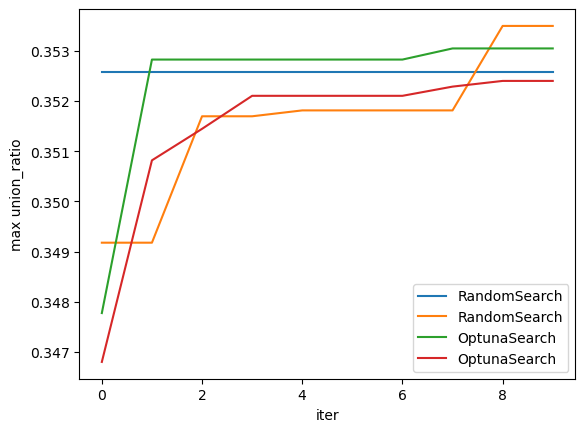 0.353
0.352
0.351
0.350
0.349
0.348
0.347
max union_ratio
0 2 4 6 8
iter
RandomSearch
RandomSearch
OptunaSearch
OptunaSearch